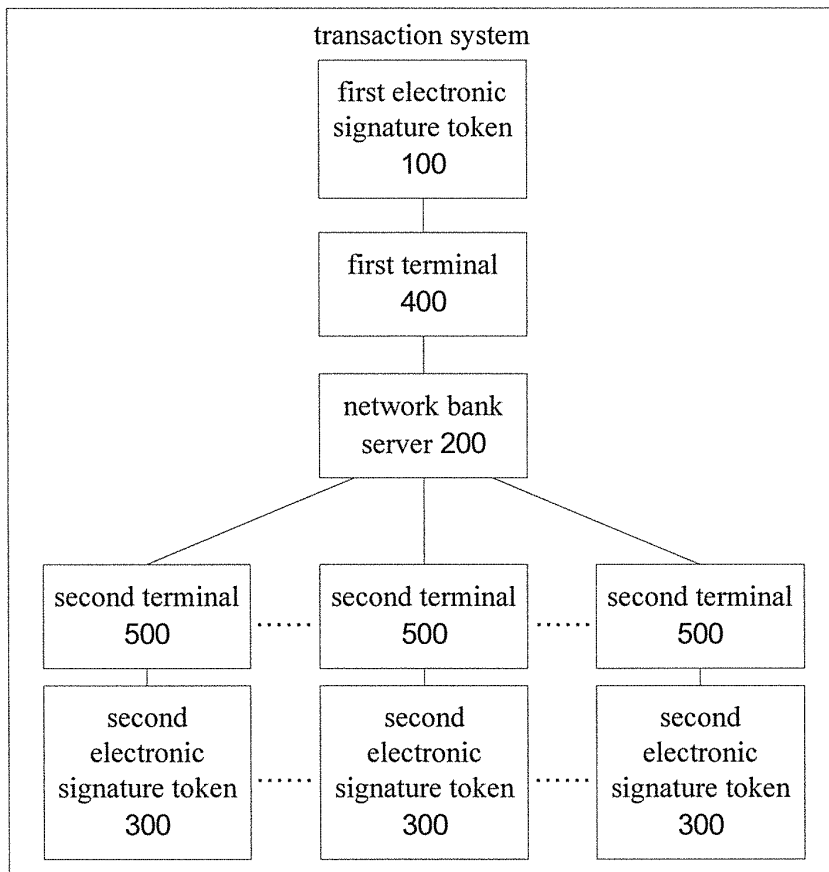 transaction system
first electronic
signature token
100
first terminal
400
network bank
server 200
second terminal
500
......
second terminal
500
......
second terminal
500
second
electronic
signature token
300
......
second
electronic
signature token
300
......
second
electronic
signature token
300